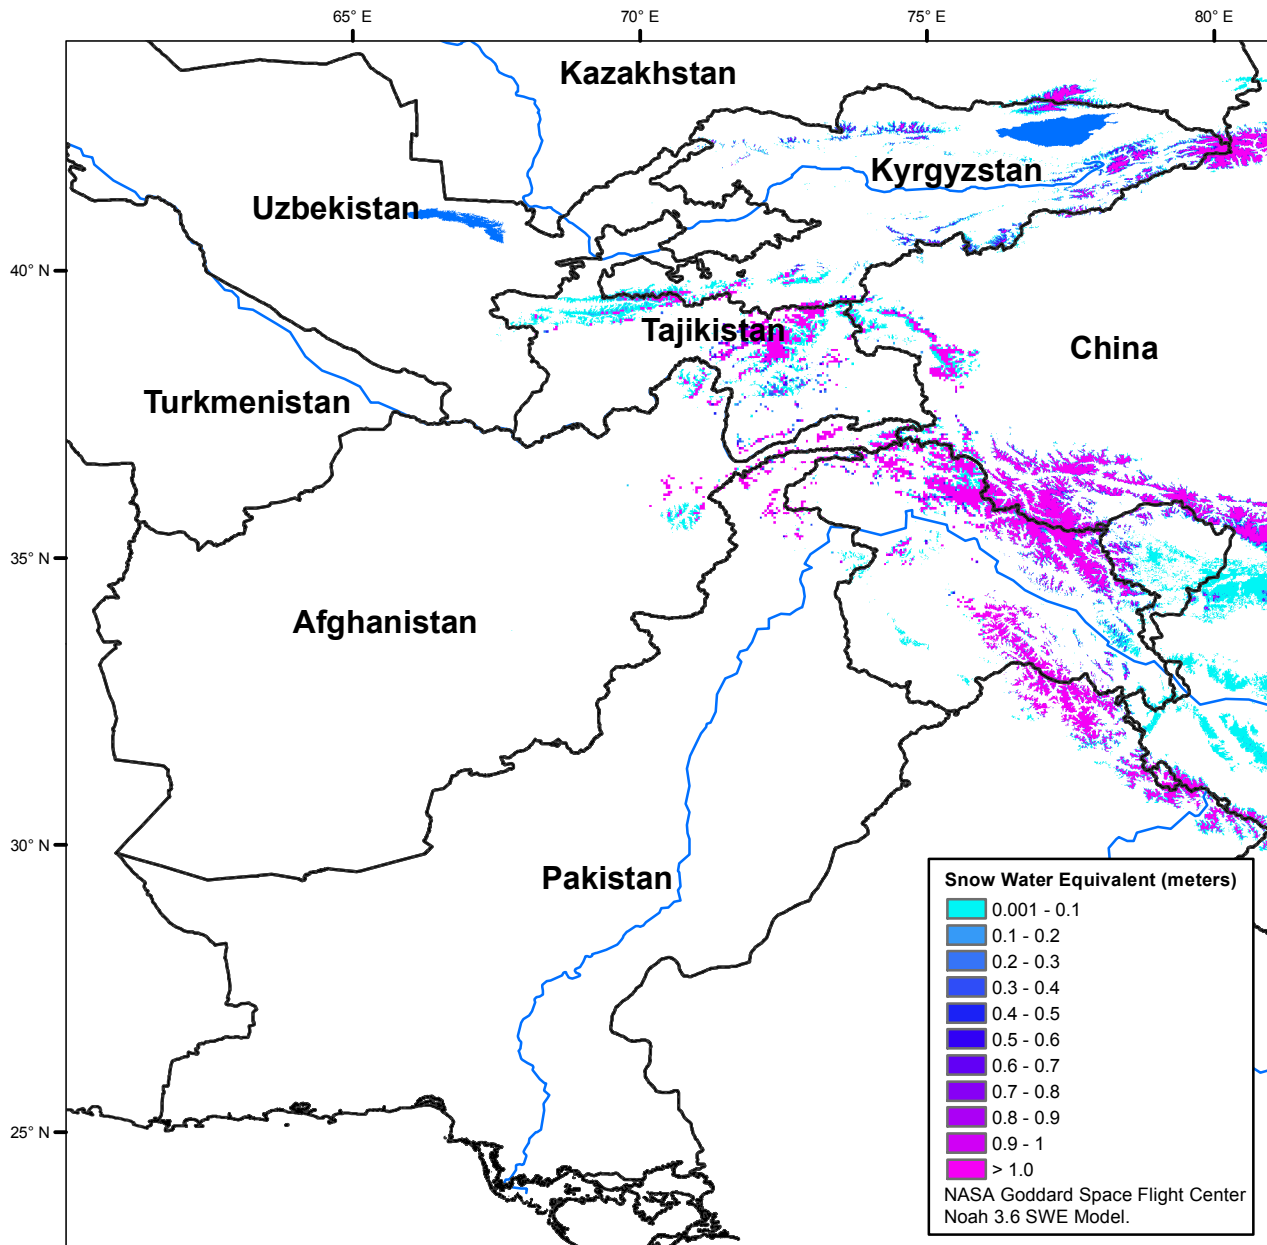 65° E
70° E
75° E
80° E
Kazakhstan
Kyrgyzstan
Uzbekistan
40° N
Tajikistan
China
Turkmenistan
35° N
Afghanistan
30° N
Pakistan
25° N
Snow Water Equivalent (meters)
0.001 - 0.1
0.1 - 0.2
0.2 - 0.3
0.3 - 0.4
0.4 - 0.5
0.5 - 0.6
0.6 - 0.7
0.7 - 0.8
0.8 - 0.9
0.9 - 1
> 1.0
NASA Goddard Space Flight Center
Noah 3.6 SWE Model.